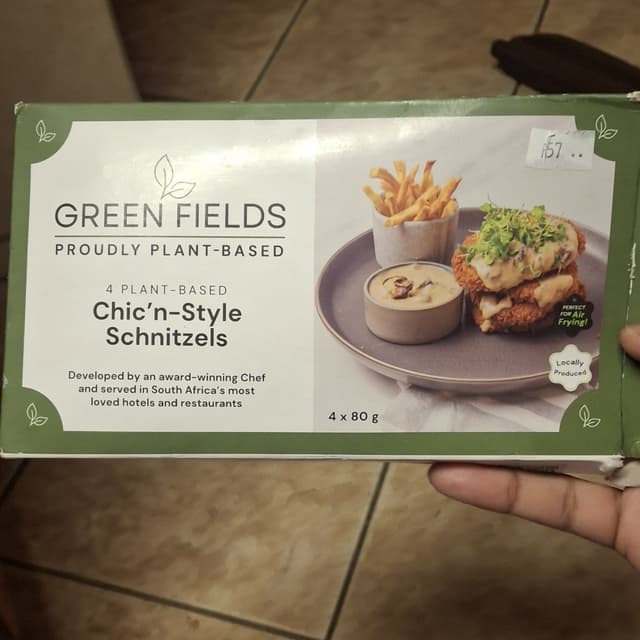 GREEN FIELDS
PROUDLY PLANT-BASED
4 PLANT-BASED
Chic'n-Style
Schnitzels
Developed by an award-winning Chef
and served in South Africa's most
loved hotels and restaurants
4 x 80 g
R57
PERFECT
FOR Air
Frying!
Locally
Produced